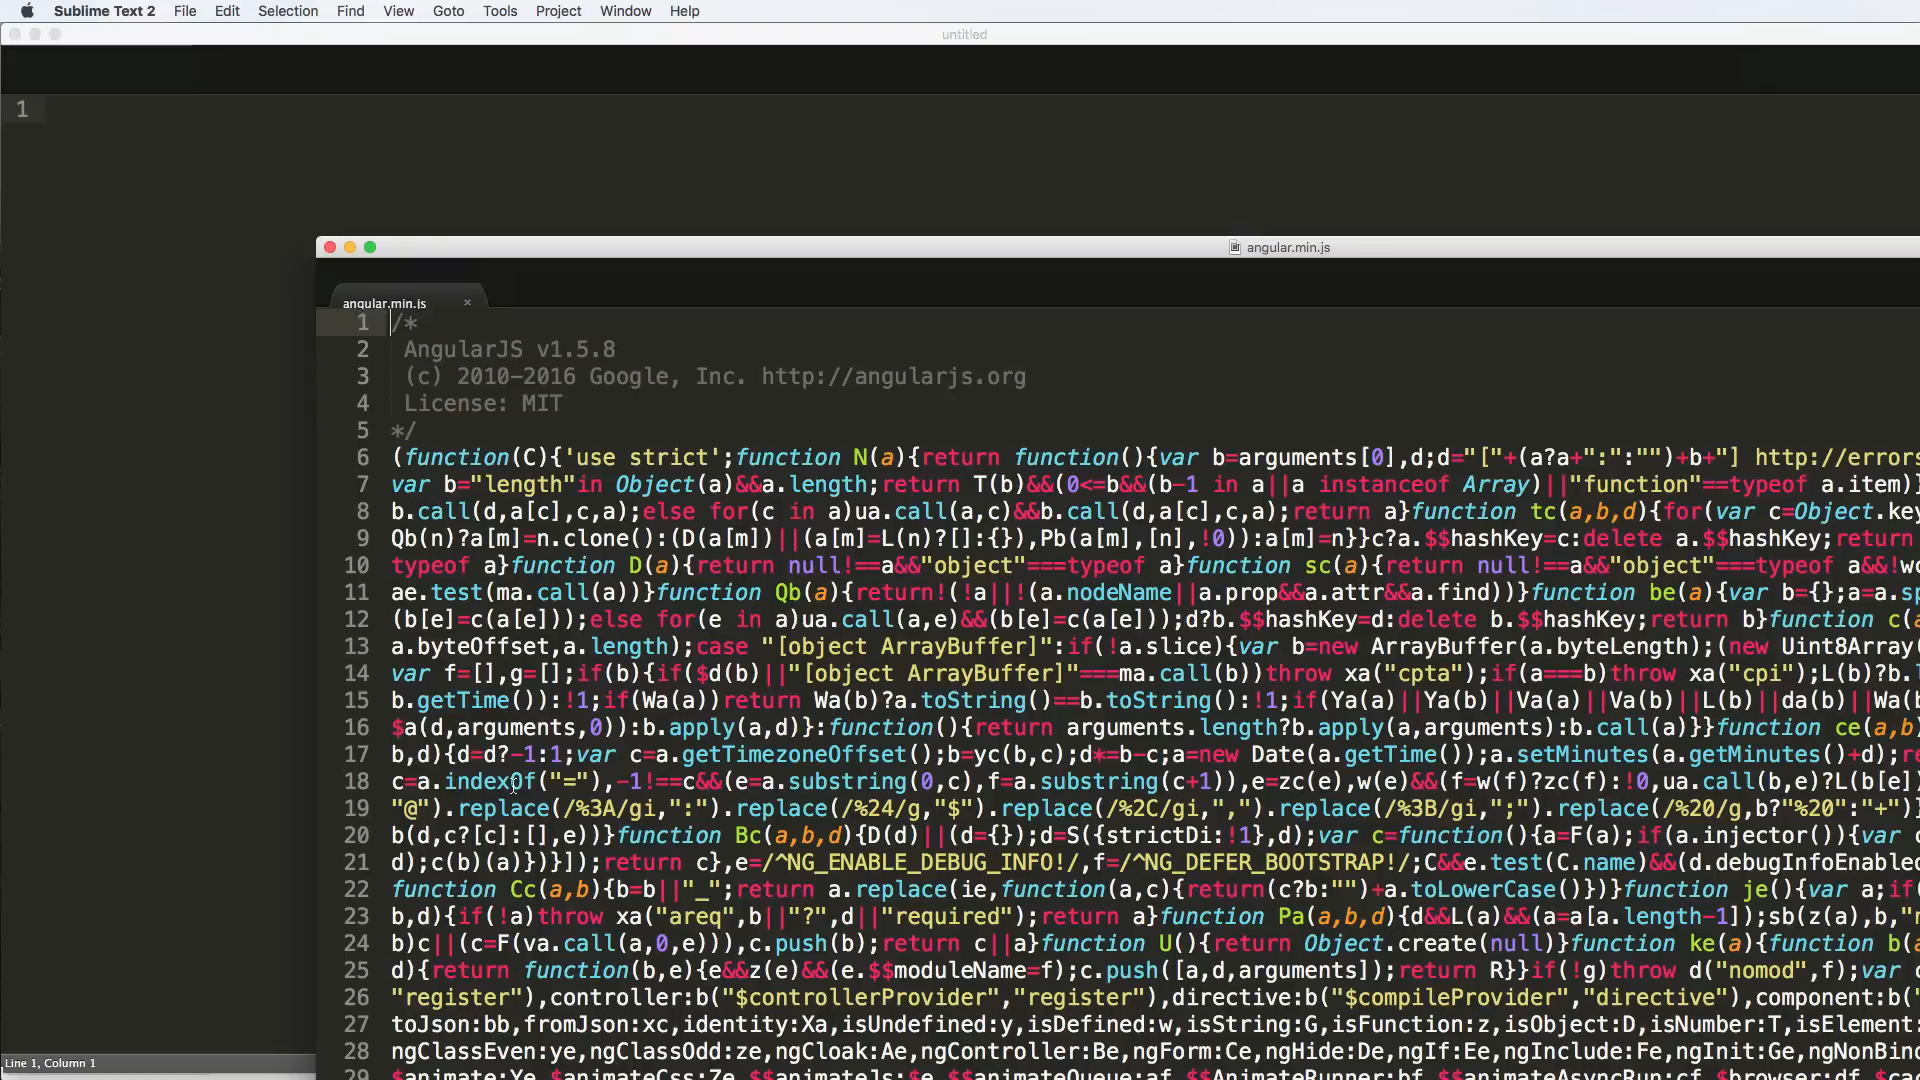 Sublime Text 2 File Edit Selection Find View Goto Tools Project Window Help
untitled
1
angular.min.js
angular.min.js ×
1 /*
2 AngularJS v1.5.8
3 (c) 2010-2016 Google, Inc. http://angularjs.org
4 License: MIT
5 */
6 (function(C){'use strict';function N(a){return function(){var b=arguments[0],d;d="["+(a?a+":":"")+b+"] http://errors
7 var b="length"in Object(a)&&a.length;return T(b)&&(0<=b&&(b-1 in a||a instanceof Array)||"function"==typeof a.item)}
8 b.call(d,a[c],c,a);else for(c in a)ua.call(a,c)&&b.call(d,a[c],c,a);return a}function tc(a,b,d){for(var c=Object.key
9 Qb(n)?a[m]=n.clone():(D(a[m])||(a[m]=L(n)?[]:{}),Pb(a[m],[n],!0)):a[m]=n}}c?a.$$hashKey=c:delete a.$$hashKey;return
10 typeof a}function D(a){return null!==a&&"object"===typeof a}function sc(a){return null!==a&&"object"===typeof a&&!wc
11 ae.test(ma.call(a))}function Qb(a){return!(!a||!(a.nodeName||a.prop&&a.attr&&a.find))}function be(a){var b={};a=a.sp
12 (b[e]=c(a[e]));else for(e in a)ua.call(a,e)&&(b[e]=c(a[e]));d?b.$$hashKey=d:delete b.$$hashKey;return b}function c(a
13 a.byteOffset,a.length);case "[object ArrayBuffer]":if(!a.slice){var b=new ArrayBuffer(a.byteLength);(new Uint8Array(
14 var f=[],g=[];if(b){if($d(b)||"[object ArrayBuffer]"===ma.call(b))throw xa("cpta");if(a===b)throw xa("cpi");L(b)?b.l
15 b.getTime()):!1;if(Wa(a))return Wa(b)?a.toString()==b.toString():!1;if(Ya(a)||Ya(b)||Va(a)||Va(b)||L(b)||da(b)||Wa(b
16 $a(d,arguments,0)):b.apply(a,d)}:function(){return arguments.length?b.apply(a,arguments):b.call(a)}}function ce(a,b)
17 b,d){d=d?-1:1;var c=a.getTimezoneOffset();b=yc(b,c);d*=b-c;a=new Date(a.getTime());a.setMinutes(a.getMinutes()+d);re
18 c=a.indexOf("="),-1!==c&&(e=a.substring(0,c),f=a.substring(c+1)),e=zc(e),w(e)&&(f=w(f)?zc(f):!0,ua.call(b,e)?L(b[e])
19 "@").replace(/%3A/gi,":").replace(/%24/g,"$").replace(/%2C/gi,",").replace(/%3B/gi,";").replace(/%20/g,b?"%20":"+")}
20 b(d,c?[c]:[],e))}function Bc(a,b,d){D(d)||(d={});d=S({strictDi:!1},d);var c=function(){a=F(a);if(a.injector()){var c
21 d);c(b)(a)})}]);return c},e=/^NG_ENABLE_DEBUG_INFO!/,f=/^NG_DEFER_BOOTSTRAP!/;C&&e.test(C.name)&&(d.debugInfoEnabled
22 function Cc(a,b){b=b||"_";return a.replace(ie,function(a,c){return(c?b:"")+a.toLowerCase()})}function je(){var a;if(
23 b,d){if(!a)throw xa("areq",b||"?",d||"required");return a}function Pa(a,b,d){d&&L(a)&&(a=a[a.length-1]);sb(z(a),b,"n
24 b)c||(c=F(va.call(a,0,e))),c.push(b);return c||a}function U(){return Object.create(null)}function ke(a){function b(a
25 d){return function(b,e){e&&z(e)&&(e.$$moduleName=f);c.push([a,d,arguments]);return R}}if(!g)throw d("nomod",f);var c
26 "register"),controller:b("$controllerProvider","register"),directive:b("$compileProvider","directive"),component:b("
27 toJson:bb,fromJson:xc,identity:Xa,isUndefined:y,isDefined:w,isString:G,isFunction:z,isObject:D,isNumber:T,isElement:
28 ngClassEven:ye,ngClassOdd:ze,ngCloak:Ae,ngController:Be,ngForm:Ce,ngHide:De,ngIf:Ee,ngInclude:Fe,ngInit:Ge,ngNonBind
29 $animate:Ye,$animateCss:Ze,$$animateJs:$e,$$animateQueue:af,$$AnimateRunner:bf,$$animateAsyncRun:cf,$browser:df,$cac
Line 1, Column 1